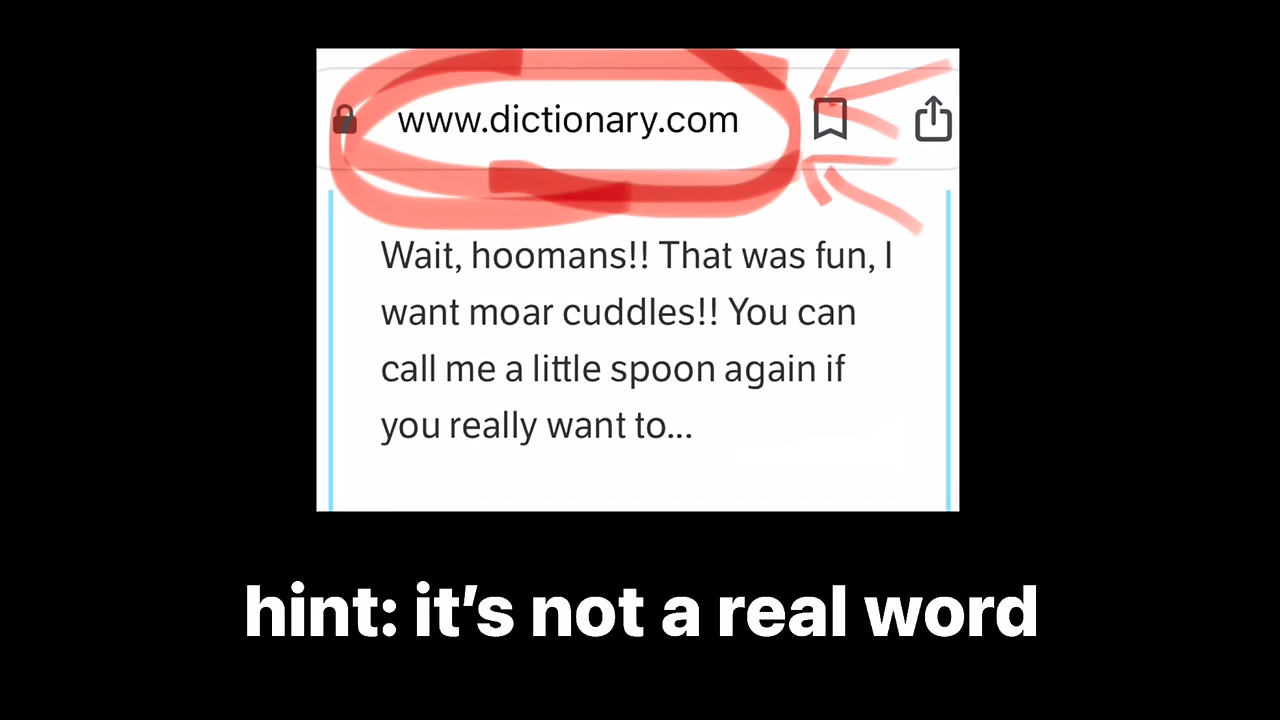 www.dictionary.com
Wait, hoomans!! That was fun, I
want moar cuddles!! You can
call me a little spoon again if
you really want to...
hint: it’s not a real word